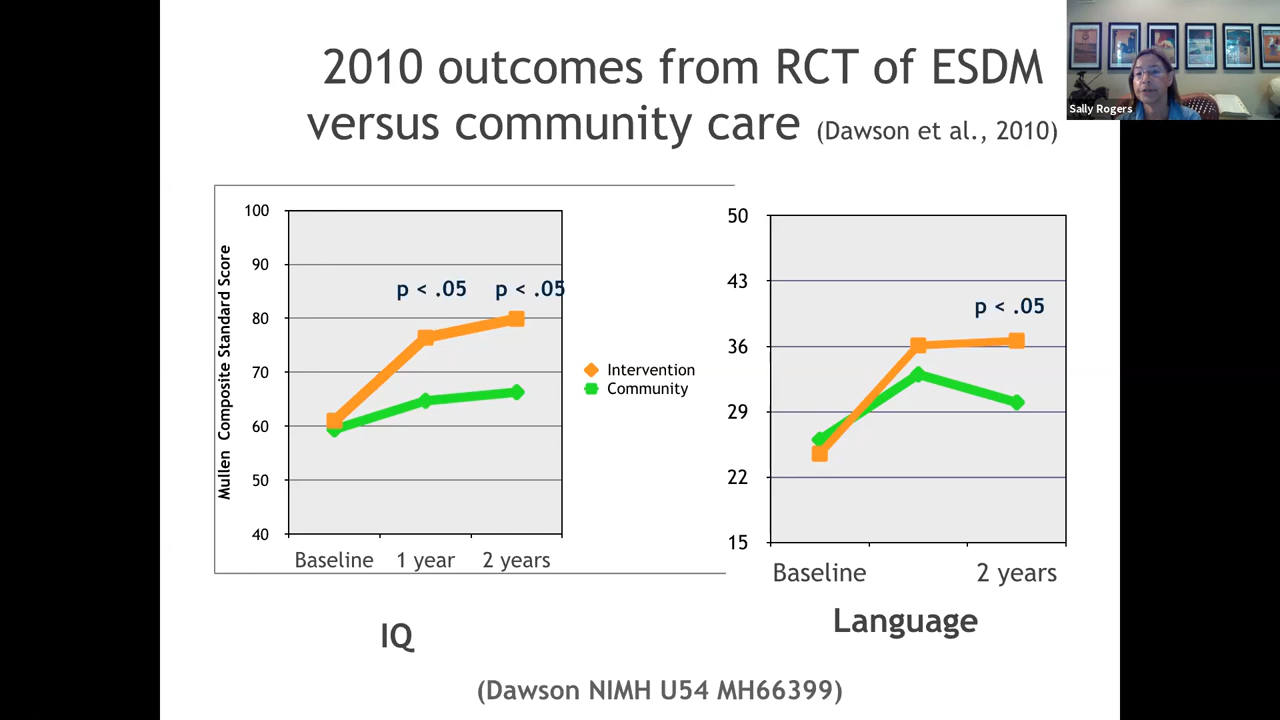 2010 outcomes from RCT of ESDM
versus community care (Dawson et al., 2010)
Sally Rogers
Mullen Composite Standard Score
100
90
80
70
60
50
40
p < .05
p < .05
Baseline
1 year
2 years
IQ
Intervention
Community
50
43
36
29
22
15
p < .05
Baseline
2 years
Language
(Dawson NIMH U54 MH66399)